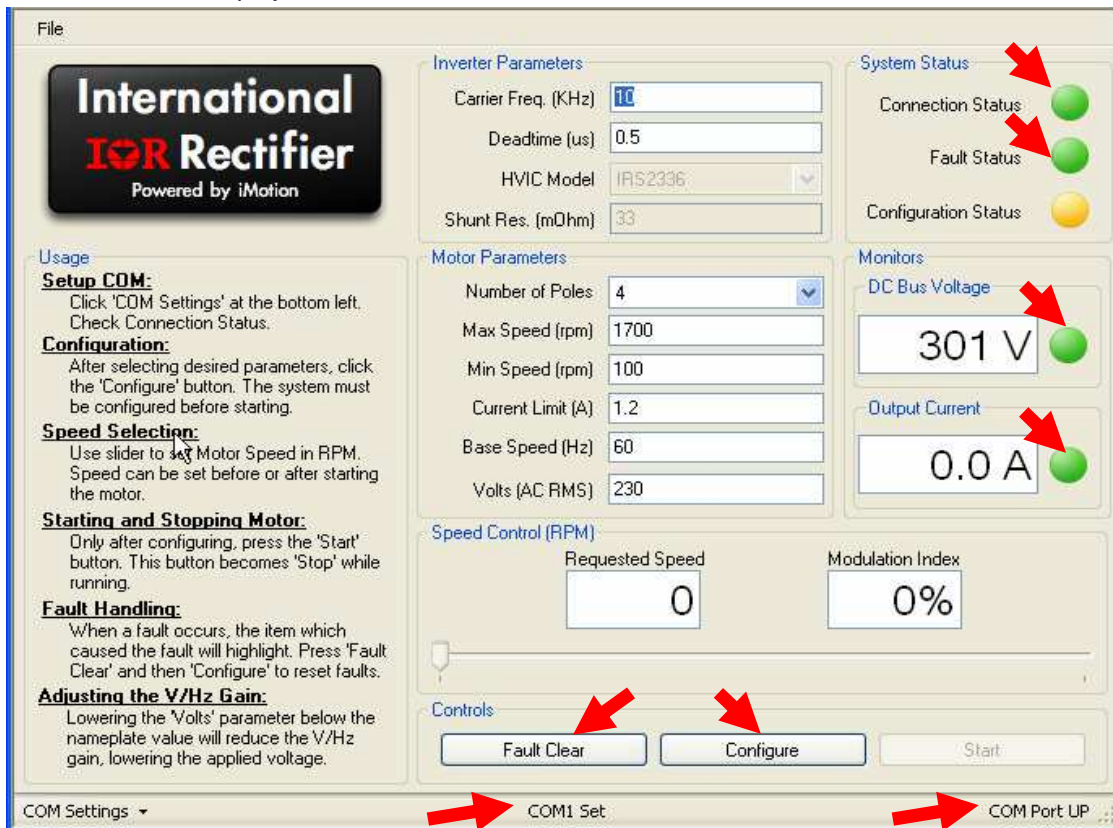 File
International
IOR Rectifier
Powered by iMotion
Usage
Setup COM:
Click 'COM Settings' at the bottom left.
Check Connection Status.
Configuration:
After selecting desired parameters, click
the 'Configure' button. The system must
be configured before starting.
Speed Selection:
Use slider to set Motor Speed in RPM.
Speed can be set before or after starting
the motor.
Starting and Stopping Motor:
Only after configuring, press the 'Start'
button. This button becomes 'Stop' while
running.
Fault Handling:
When a fault occurs, the item which
caused the fault will highlight. Press 'Fault
Clear' and then 'Configure' to reset faults.
Adjusting the V/Hz Gain:
Lowering the 'Volts' parameter below the
nameplate value will reduce the V/Hz
gain, lowering the applied voltage.
Inverter Parameters
Carrier Freq. (KHz) 10
Deadtime (us) 0.5
HVIC Model IRS2336
Shunt Res. (mOhm) 33
Motor Parameters
Number of Poles 4
Max Speed (rpm) 1700
Min Speed (rpm) 100
Current Limit (A) 1.2
Base Speed (Hz) 60
Volts (AC RMS) 230
System Status
Connection Status
Fault Status
Configuration Status
Monitors
DC Bus Voltage
301 V
Output Current
0.0 A
Speed Control (RPM)
Requested Speed Modulation Index
0 0%
Controls
Fault Clear Configure Start
COM Settings COM1 Set COM Port UP